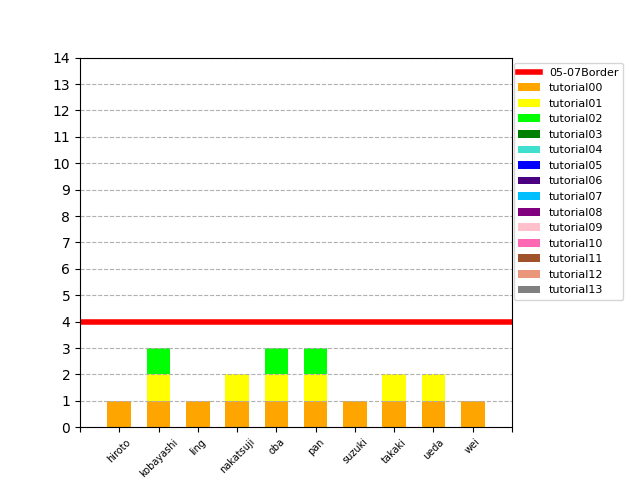 14
13
12
11
10
9
8
7
6
5
4
3
2
1
0
hiroto
kobayashi
ling
nakatsuji
oba
pan
suzuki
takaki
ueda
wei
05-07Border
tutorial00
tutorial01
tutorial02
tutorial03
tutorial04
tutorial05
tutorial06
tutorial07
tutorial08
tutorial09
tutorial10
tutorial11
tutorial12
tutorial13